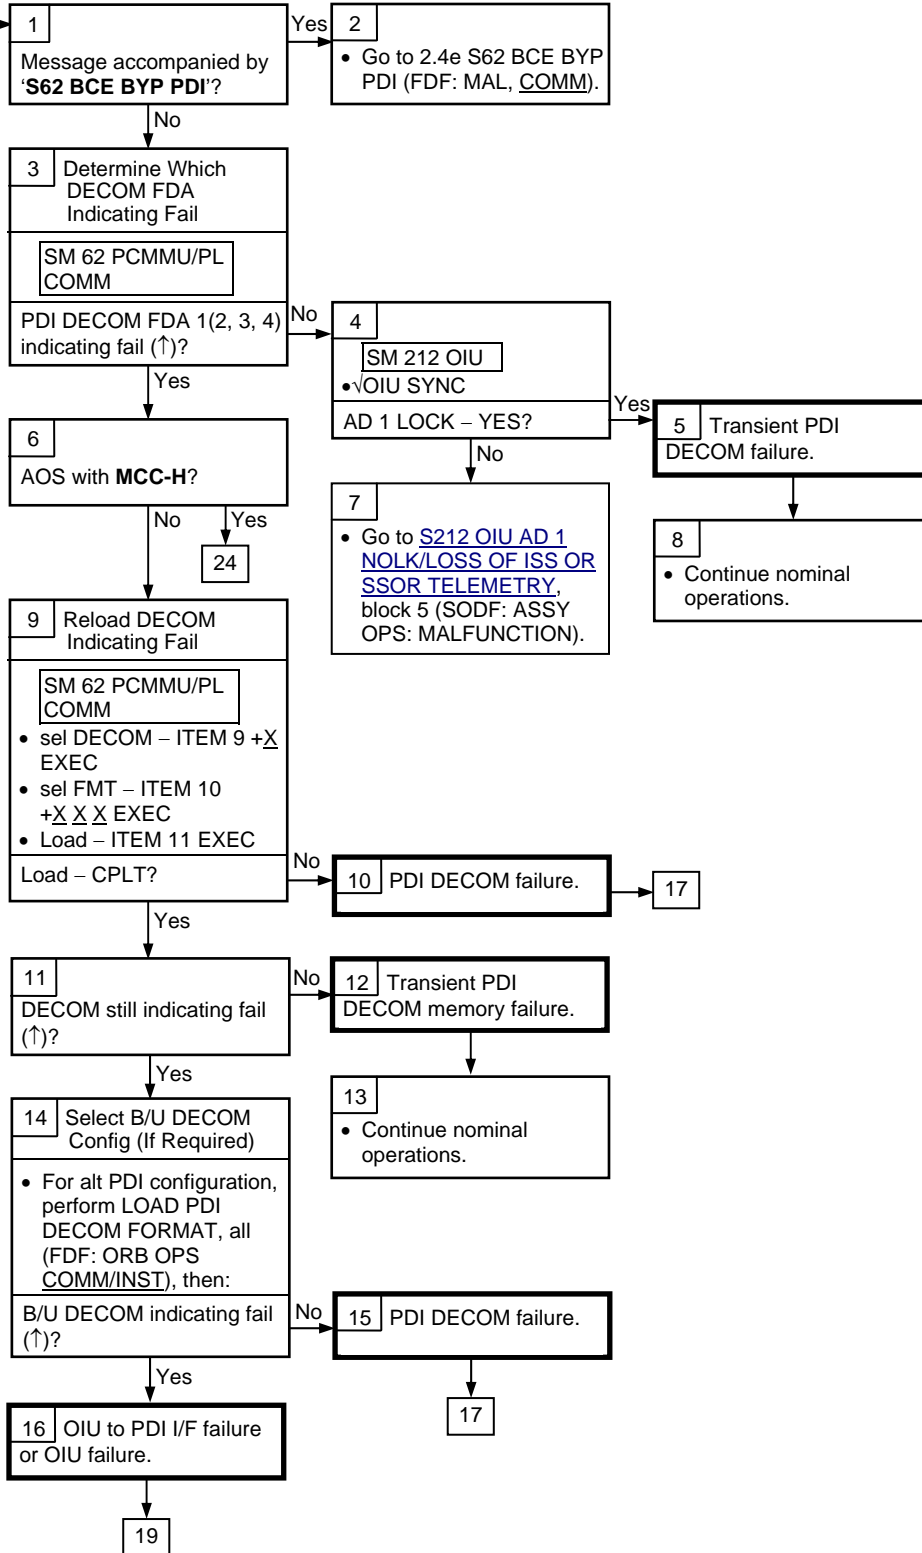 1
Message accompanied by
‘S62 BCE BYP PDI’?
Yes
2
• Go to 2.4e S62 BCE BYP
PDI (FDF: MAL, COMM).
No
3 Determine Which
DECOM FDA
Indicating Fail
SM 62 PCMMU/PL
COMM
PDI DECOM FDA 1(2, 3, 4)
indicating fail (↑)?
No
4
SM 212 OIU
•√OIU SYNC
AD 1 LOCK – YES?
Yes
5 Transient PDI
DECOM failure.
Yes
No
6
AOS with MCC-H?
7
• Go to S212 OIU AD 1
NOLK/LOSS OF ISS OR
SSOR TELEMETRY,
block 5 (SODF: ASSY
OPS: MALFUNCTION).
8
• Continue nominal
operations.
No
Yes
24
9 Reload DECOM
Indicating Fail
SM 62 PCMMU/PL
COMM
• sel DECOM – ITEM 9 +X
EXEC
• sel FMT – ITEM 10
+X X X EXEC
• Load – ITEM 11 EXEC
Load – CPLT?
No
10 PDI DECOM failure.
17
Yes
11
DECOM still indicating fail
(↑)?
No
12 Transient PDI
DECOM memory failure.
Yes
13
• Continue nominal
operations.
14 Select B/U DECOM
Config (If Required)
• For alt PDI configuration,
perform LOAD PDI
DECOM FORMAT, all
(FDF: ORB OPS
COMM/INST), then:
B/U DECOM indicating fail
(↑)?
No
15 PDI DECOM failure.
Yes
17
16 OIU to PDI I/F failure
or OIU failure.
19